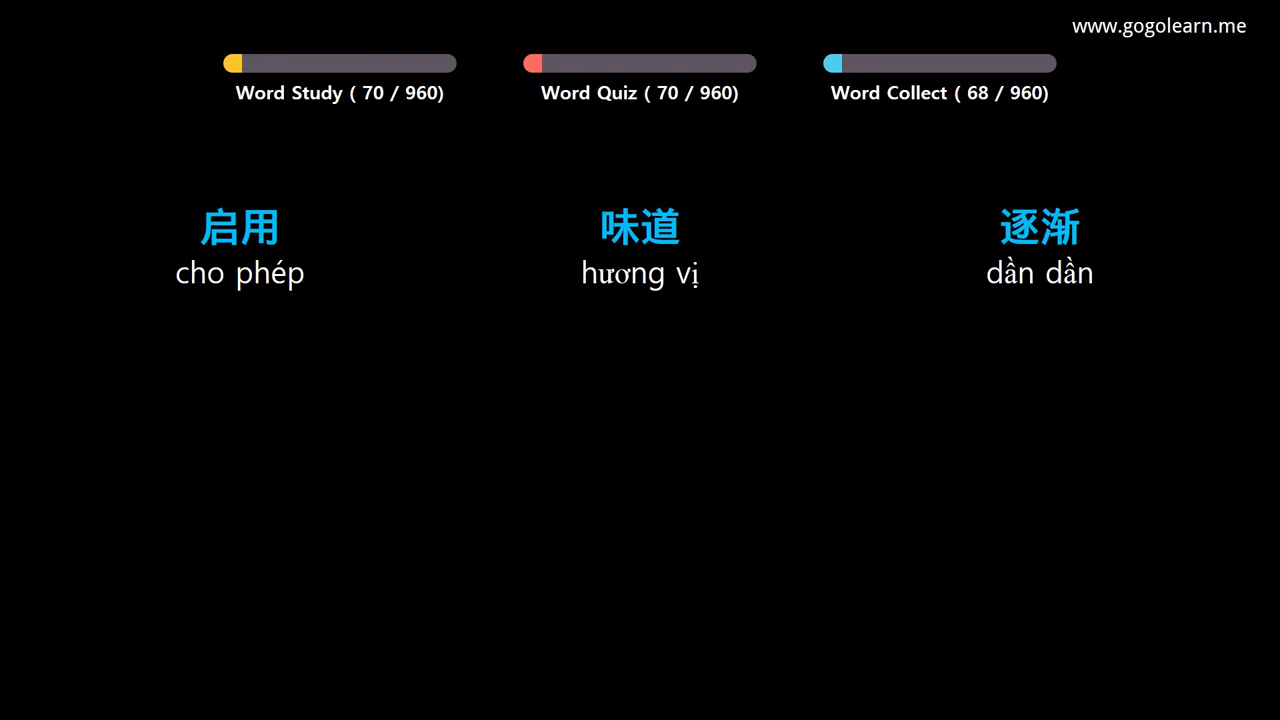 www.gogolearn.me
Word Study ( 70 / 960)
Word Quiz ( 70 / 960)
Word Collect ( 68 / 960)
启用
cho phép
味道
hương vị
逐渐
dần dần